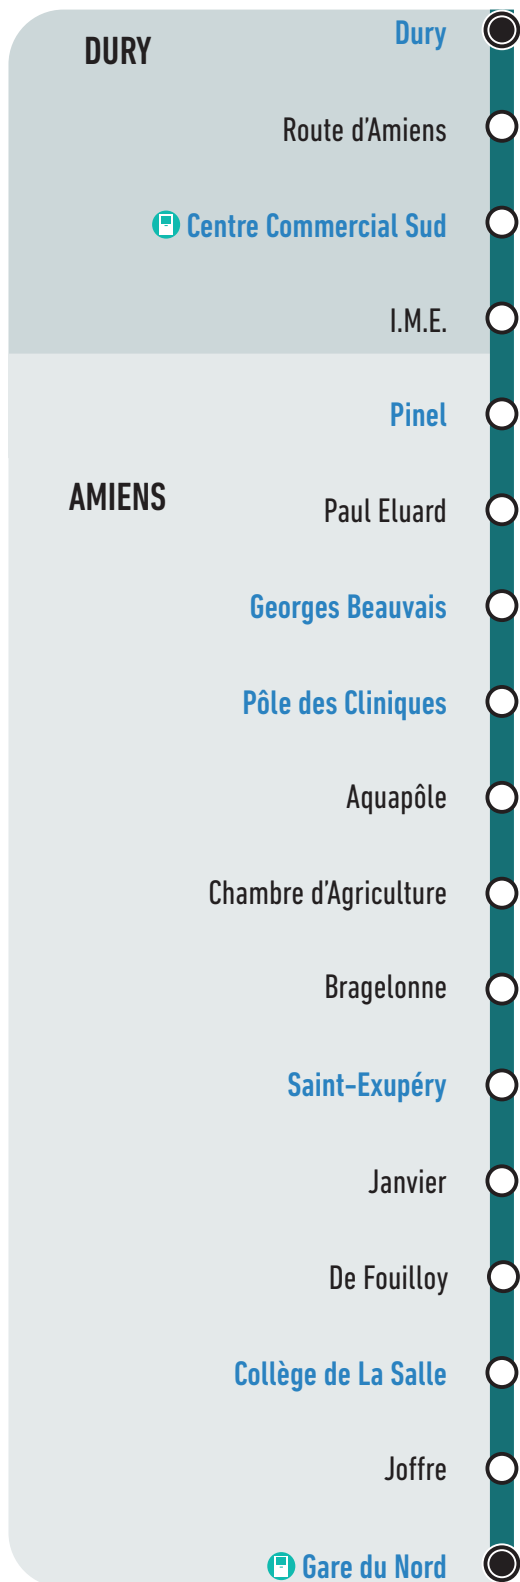 DURY
Dury
Route d'Amiens
Centre Commercial Sud
I.M.E.
Pinel
AMIENS
Paul Eluard
Georges Beauvais
Pôle des Cliniques
Aquapôle
Chambre d'Agriculture
Bragelonne
Saint-Exupéry
Janvier
De Fouilloy
Collège de La Salle
Joffre
Gare du Nord